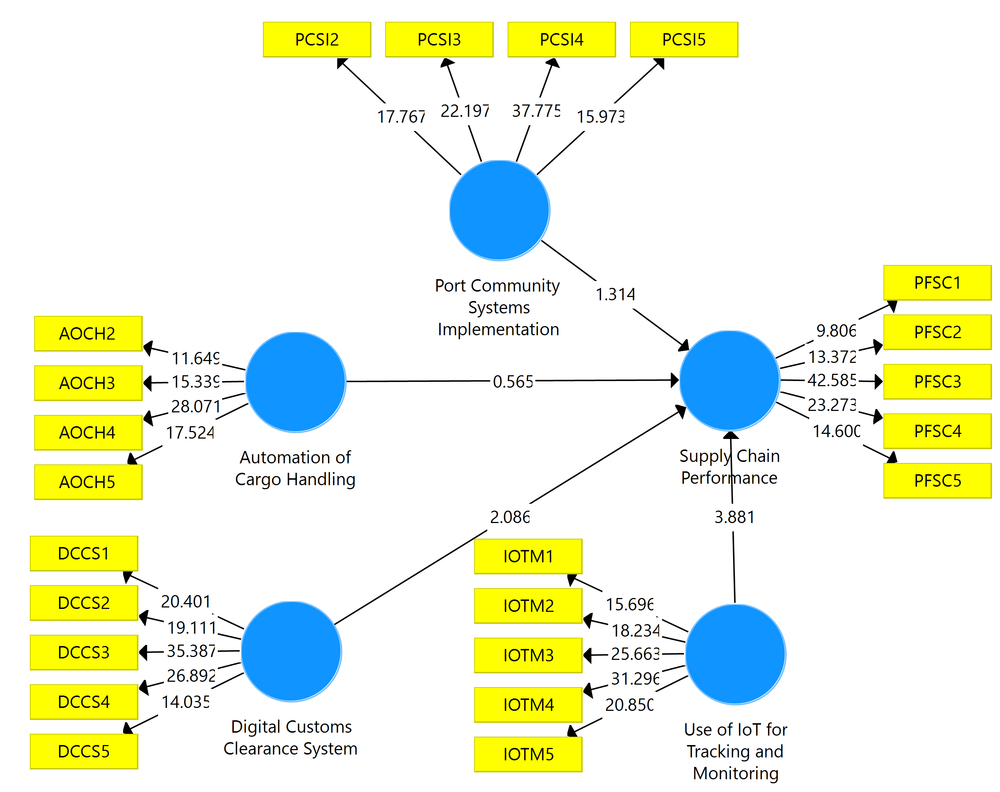 PCSI2
PCSI3
PCSI4
PCSI5
17.767
22.197
37.775
15.973
Port Community
Systems
Implementation
1.314
AOCH2
AOCH3
AOCH4
AOCH5
11.649
15.339
28.071
17.524
Automation of
Cargo Handling
0.565
Supply Chain
Performance
9.806
13.372
42.585
23.273
14.600
PFSC1
PFSC2
PFSC3
PFSC4
PFSC5
2.086
3.881
DCCS1
DCCS2
DCCS3
DCCS4
DCCS5
20.401
19.111
35.387
26.892
14.035
Digital Customs
Clearance System
IOTM1
IOTM2
IOTM3
IOTM4
IOTM5
15.696
18.234
25.663
31.296
20.850
Use of IoT for
Tracking and
Monitoring